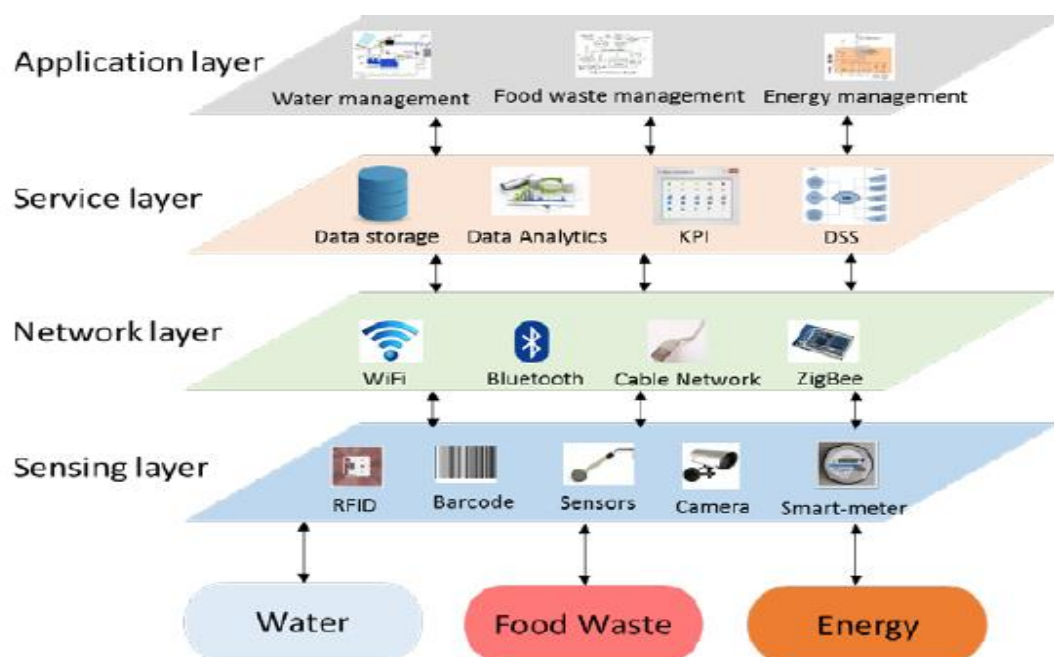 Application layer
Water management
Food waste management
Energy management
Service layer
Data storage
Data Analytics
KPI
DSS
Network layer
WiFi
Bluetooth
Cable Network
ZigBee
Sensing layer
RFID
Barcode
Sensors
Camera
Smart-meter
Water
Food Waste
Energy